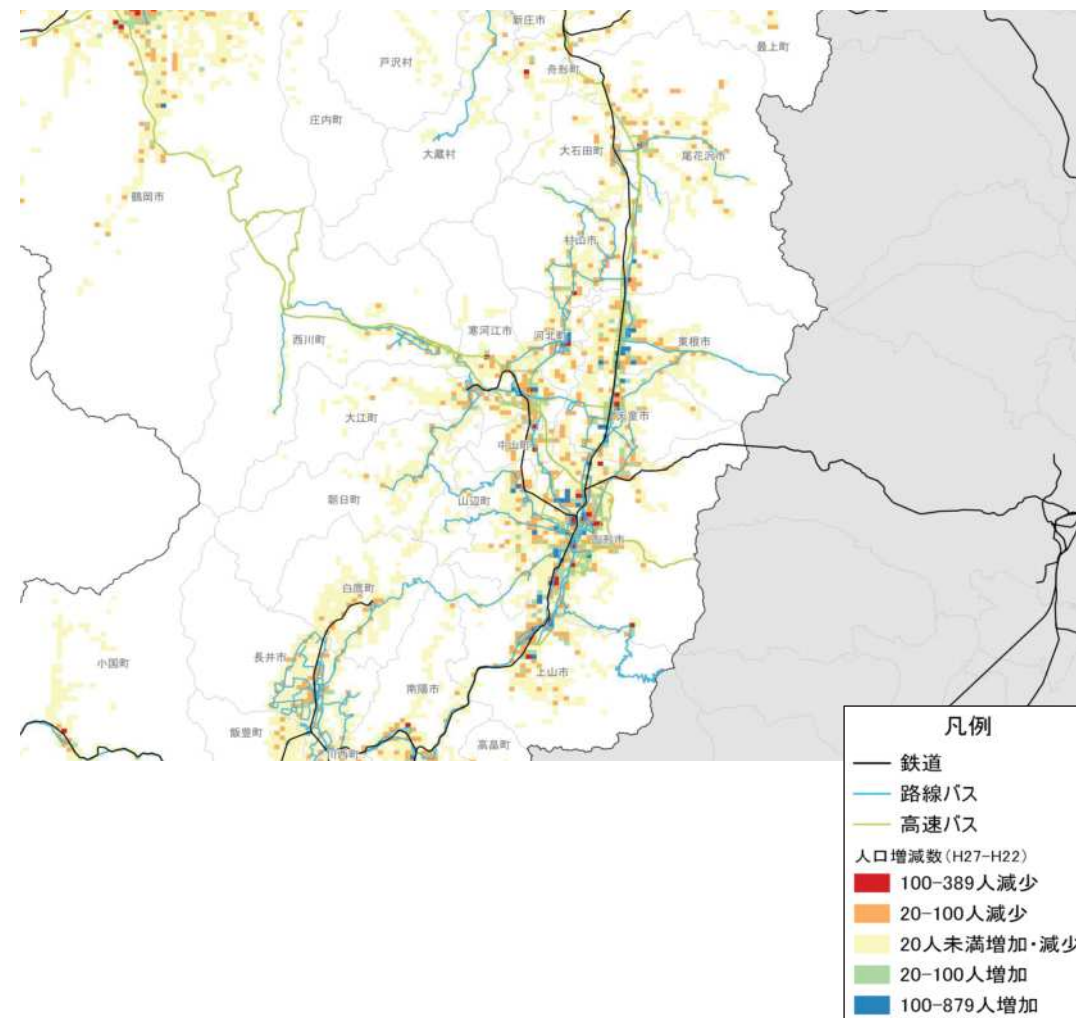 新庄市
最上町
戸沢村
舟形町
庄内町
大蔵村
大石田町
尾花沢市
鶴岡市
村山市
西川町
寒河江市
河北町
東根市
大江町
天童市
中山町
朝日町
山辺町
山形市
白鷹町
小国町
長井市
南陽市
上山市
飯豊町
高畠町
川西町
凡例
鉄道
路線バス
高速バス
人口増減数(H27-H22)
100-389人減少
20-100人減少
20人未満増加・減少
20-100人増加
100-879人増加